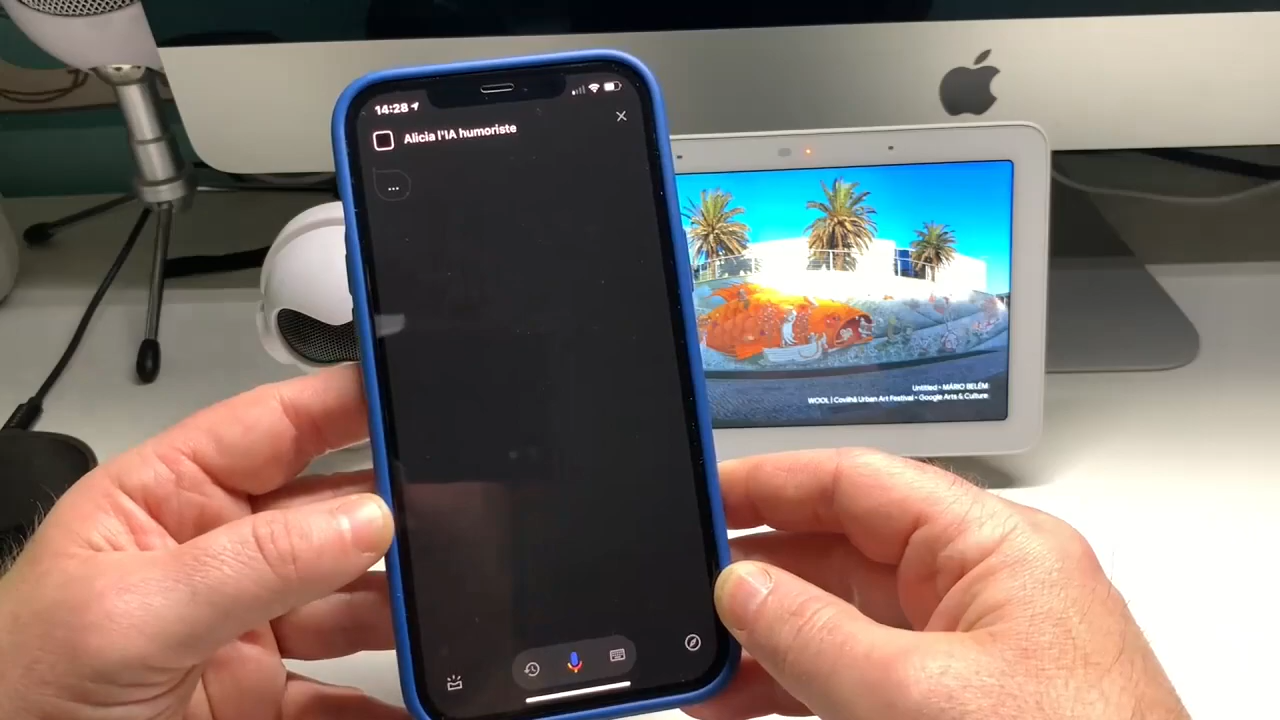 14:28
Alicia l'IA humoriste
...
Untitled • MÁRIO BELÉM
WOOL | Covilhã Urban Art Festival • Google Arts & Culture